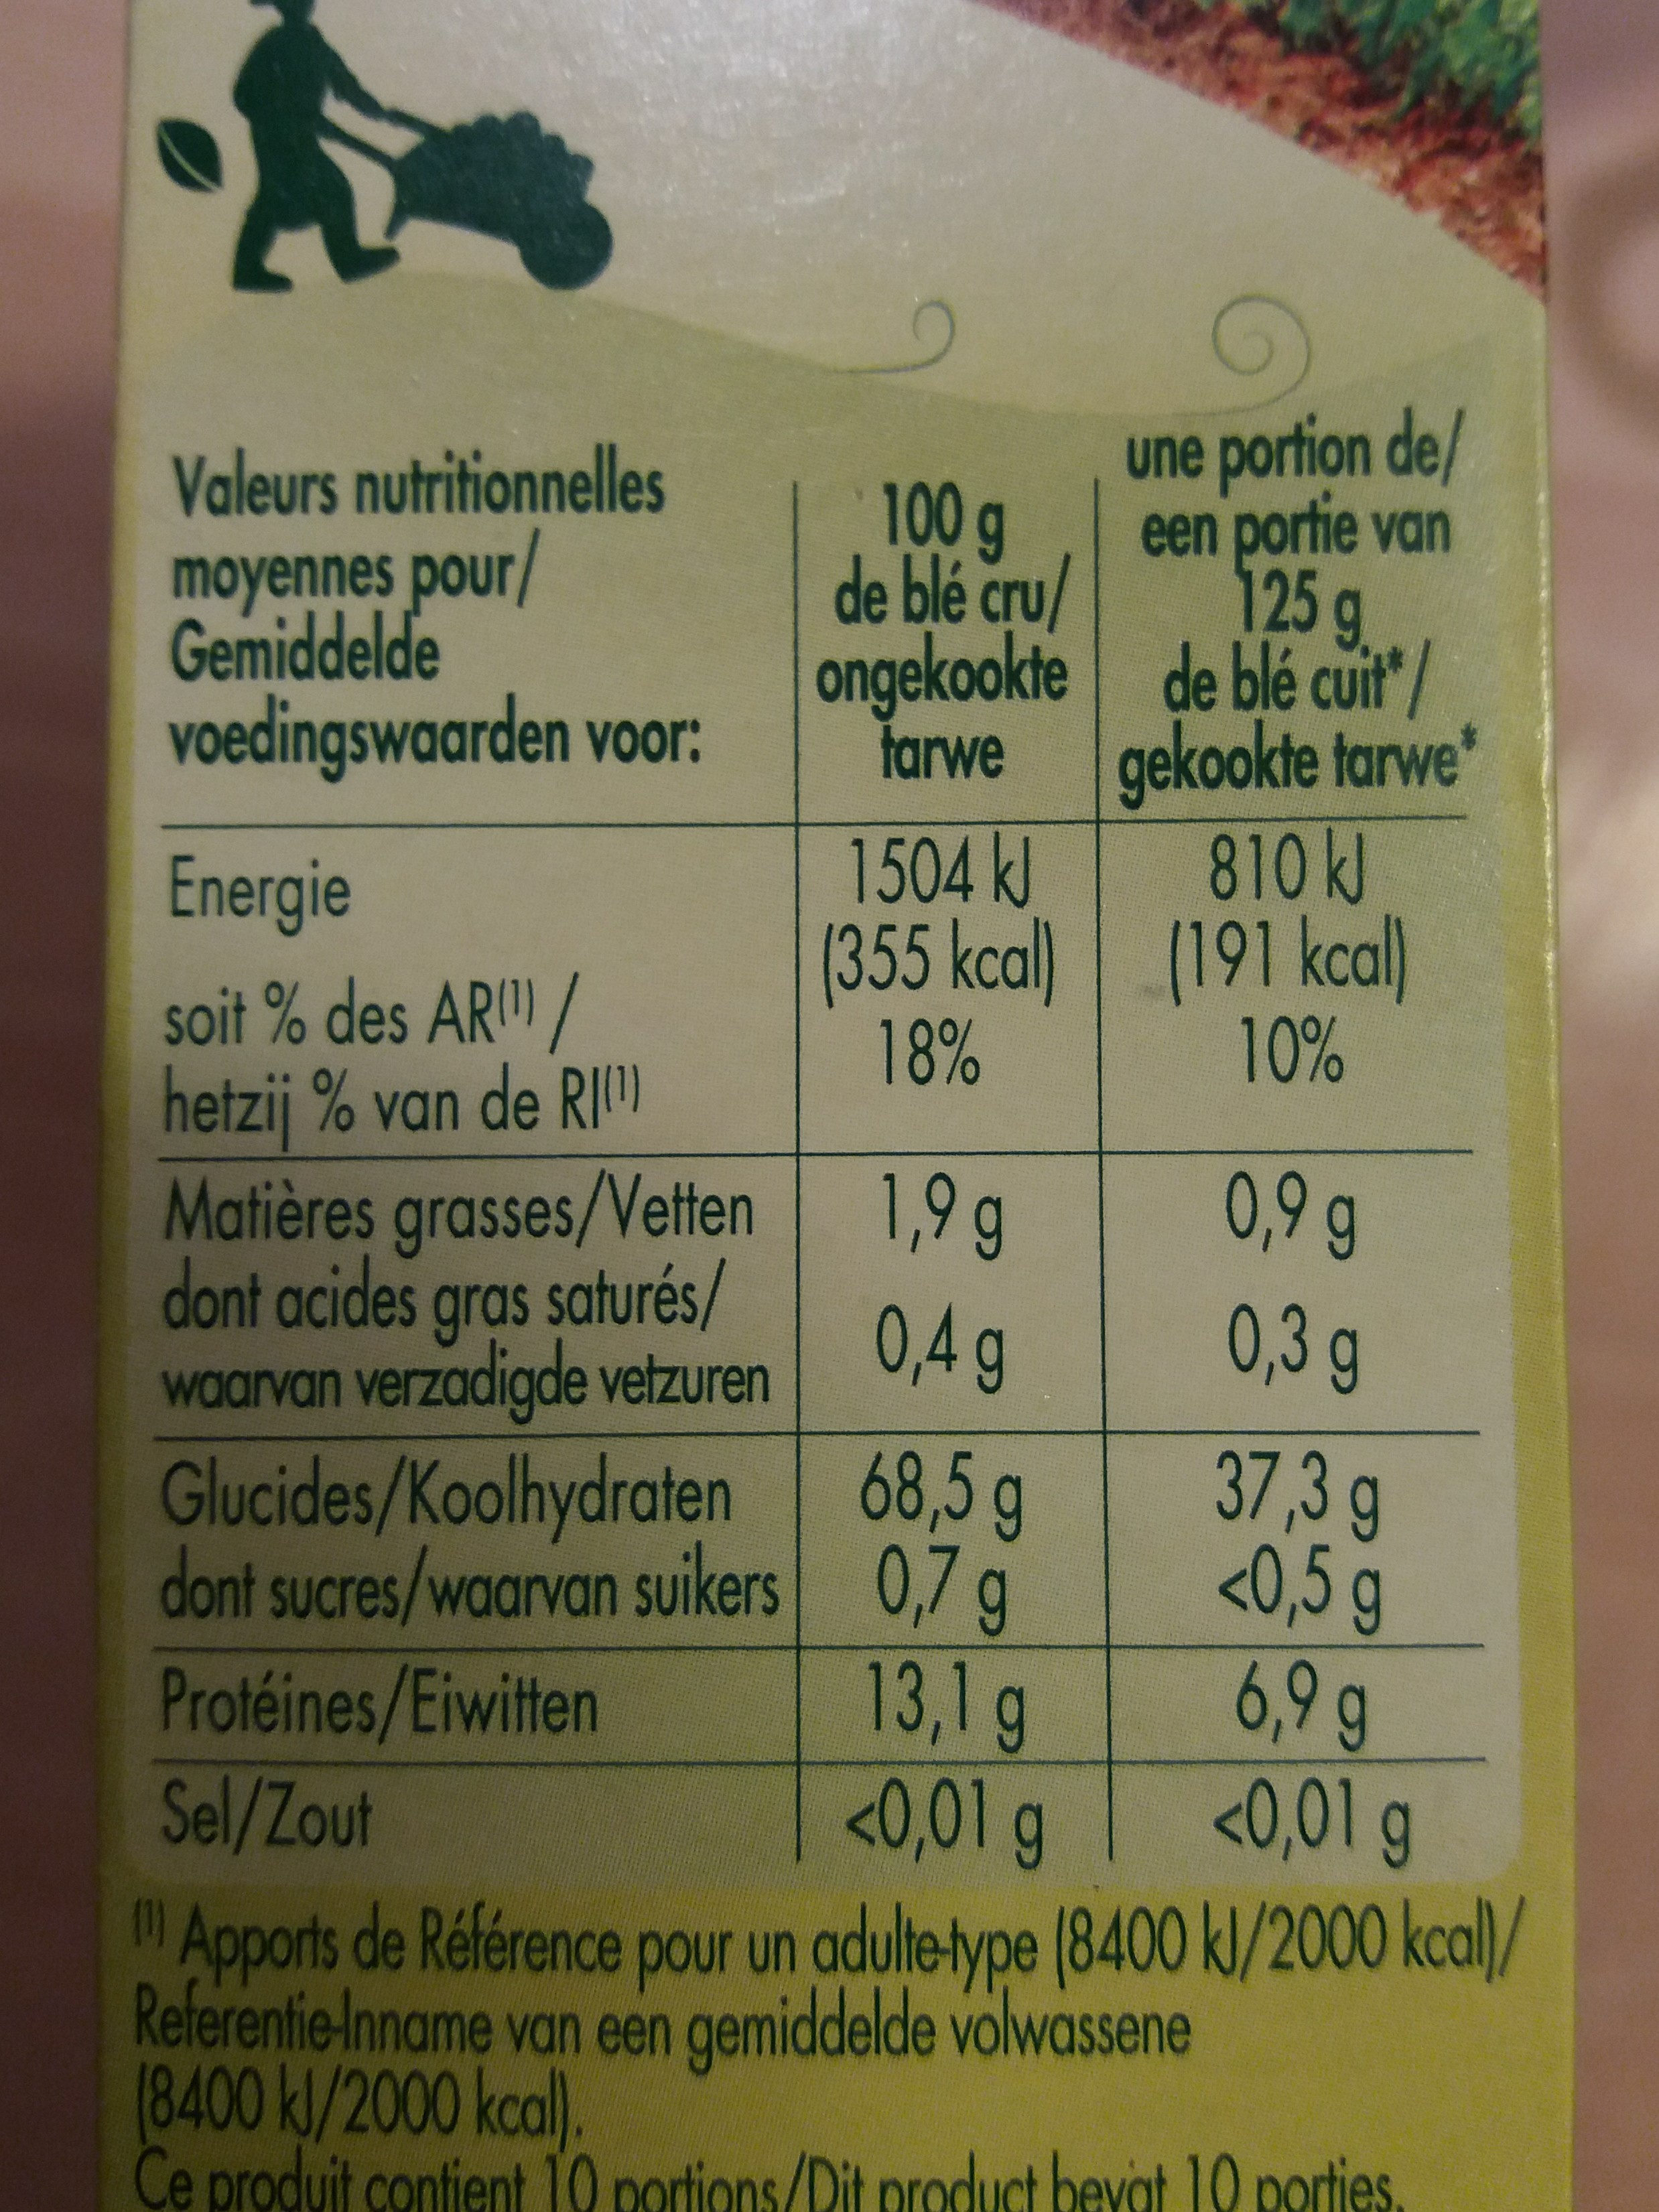 Valeurs nutritionnelles
moyennes pour/
Gemiddelde
voedingswaarden voor:
100 g
de blé cru/
ongekookte
tarwe
une portion de/
een portie van
125 g
de blé cuit*/
gekookte tarwe*
Energie
1504 kJ
(355 kcal)
810 kJ
(191 kcal)
soit % des AR(1) /
hetzij % van de RI(1)
18%
10%
Matières grasses/Vetten
1,9 g
0,9 g
dont acides gras saturés/
waarvan verzadigde vetzuren
0,4 g
0,3 g
Glucides/Koolhydraten
68,5 g
37,3 g
dont sucres/waarvan suikers
0,7 g
<0,5 g
Protéines/Eiwitten
13,1 g
6,9 g
Sel/Zout
<0,01 g
<0,01 g
(1) Apports de Référence pour un adulte-type (8400 kJ/2000 kcal)/
Referentie-Inname van een gemiddelde volwassene
(8400 kJ/2000 kcal).
Ce produit contient 10 portions/Dit product bevat 10 porties.